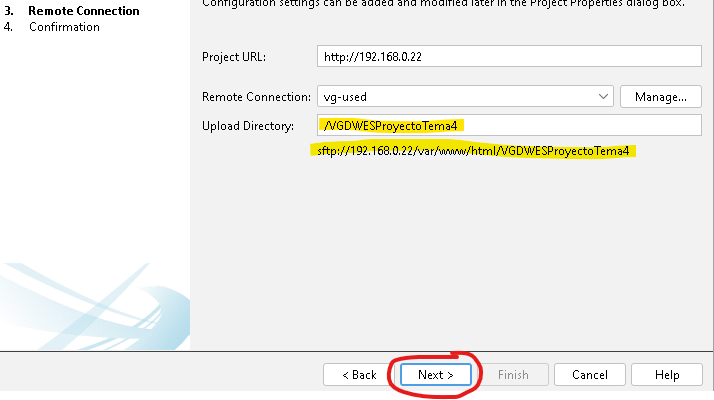 Configuration settings can be added and modified later in the Project Properties dialog box.
3. Remote Connection
4. Confirmation
Project URL: http://192.168.0.22
Remote Connection: vg-used Manage...
Upload Directory: /VGDWESProyectoTema4
sftp://192.168.0.22/var/www/html/VGDWESProyectoTema4
< Back Next > Finish Cancel Help